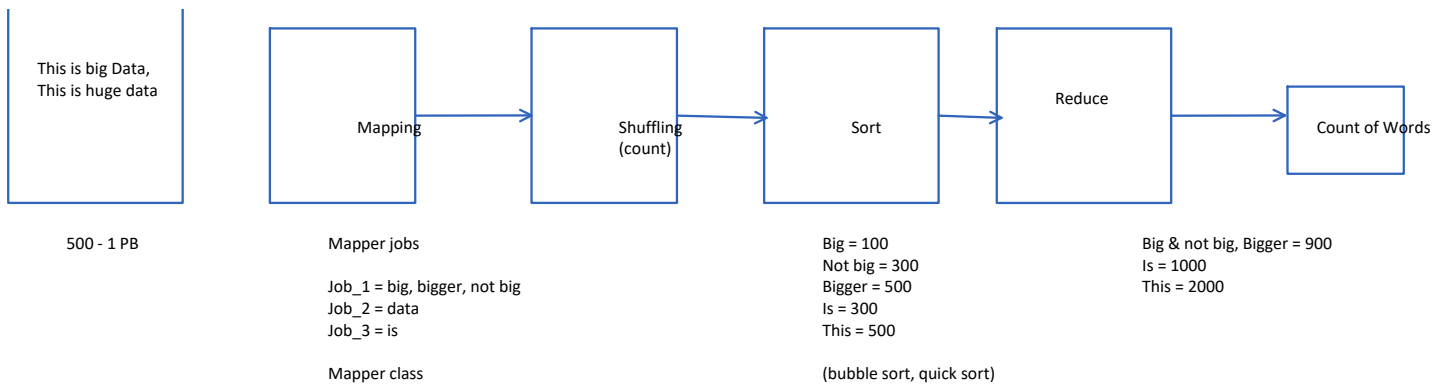 This is big Data,
This is huge data
Mapping
Shuffling
(count)
Sort
Reduce
Count of Words
500 - 1 PB
Mapper jobs
Job_1 = big, bigger, not big
Job_2 = data
Job_3 = is
Mapper class
Big = 100
Not big = 300
Bigger = 500
Is = 300
This = 500
(bubble sort, quick sort)
Big & not big, Bigger = 900
Is = 1000
This = 2000